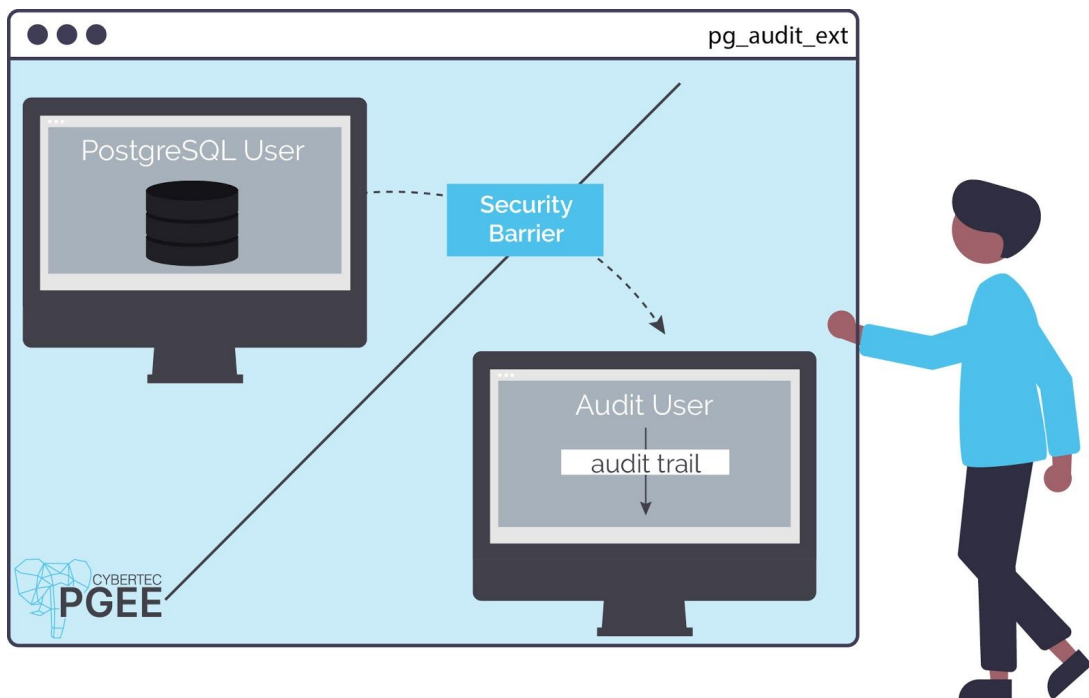 pg_audit_ext
PostgreSQL User
Security
Barrier
Audit User
audit trail
CYBERTEC
PGEE